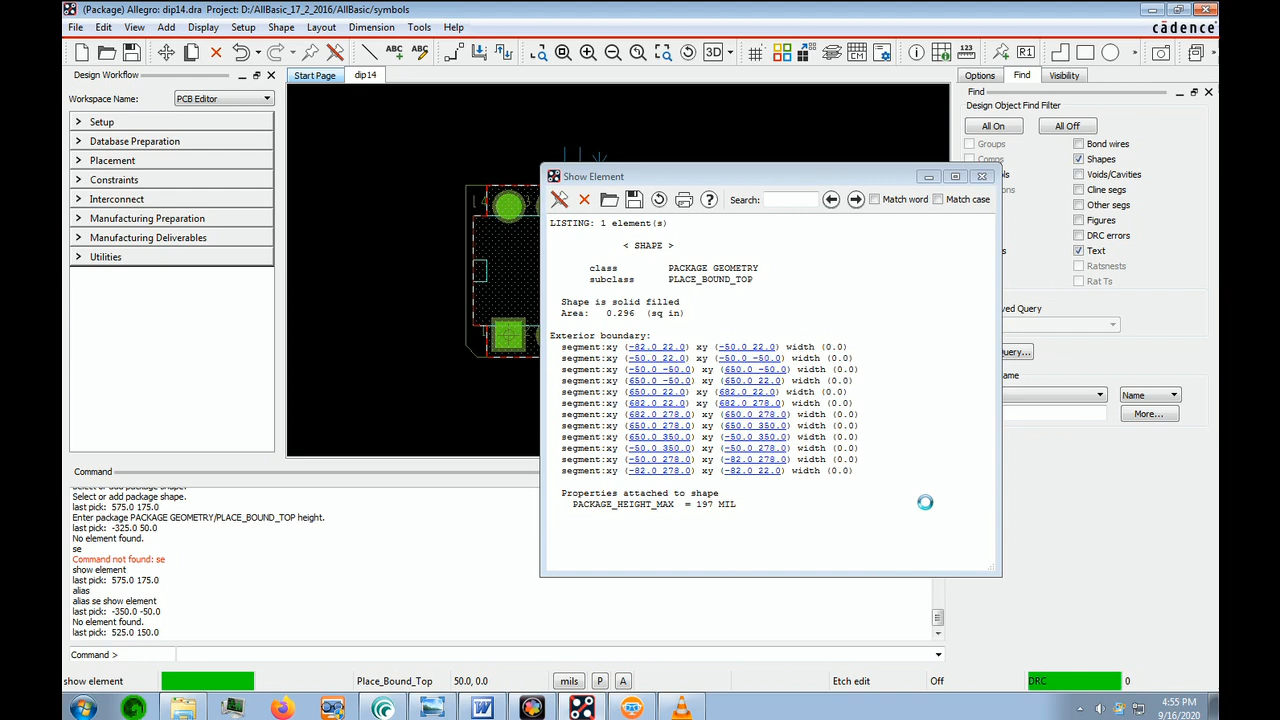 (Package) Allegro: dip14.dra Project: D:/AllBasic_17_2_2016/AllBasic/symbols
File Edit View Add Display Setup Shape Layout Dimension Tools Help
cādence
ABC ABC 3D CM 123 R1
Design Workflow
Start Page dip14
Options Find Visibility
Workspace Name: PCB Editor
Setup
Database Preparation
Placement
Constraints
Interconnect
Manufacturing Preparation
Manufacturing Deliverables
Utilities
Find
Design Object Find Filter
All On All Off
Groups Bond wires
Comps Shapes
Voids/Cavities
Cline segs
Other segs
Figures
DRC errors
Text
Ratsnests
Rat Ts
Name
More...
Show Element
Search: Match word Match case
LISTING: 1 element(s)
< SHAPE >
class PACKAGE GEOMETRY
subclass PLACE_BOUND_TOP
Shape is solid filled
Area: 0.296 (sq in)
Exterior boundary:
segment:xy (-82.0 22.0) xy (-50.0 22.0) width (0.0)
segment:xy (-50.0 22.0) xy (-50.0 -50.0) width (0.0)
segment:xy (-50.0 -50.0) xy (650.0 -50.0) width (0.0)
segment:xy (650.0 -50.0) xy (650.0 22.0) width (0.0)
segment:xy (650.0 22.0) xy (682.0 22.0) width (0.0)
segment:xy (682.0 22.0) xy (682.0 278.0) width (0.0)
segment:xy (682.0 278.0) xy (650.0 278.0) width (0.0)
segment:xy (650.0 278.0) xy (650.0 350.0) width (0.0)
segment:xy (650.0 350.0) xy (-50.0 350.0) width (0.0)
segment:xy (-50.0 350.0) xy (-50.0 278.0) width (0.0)
segment:xy (-50.0 278.0) xy (-82.0 278.0) width (0.0)
segment:xy (-82.0 278.0) xy (-82.0 22.0) width (0.0)
Properties attached to shape
PACKAGE_HEIGHT_MAX = 197 MIL
Command
Select or add package shape.
last pick: 575.0 175.0
Enter package PACKAGE GEOMETRY/PLACE_BOUND_TOP height.
last pick: -325.0 50.0
No element found.
se
Command not found: se
show element
last pick: 575.0 175.0
alias
alias se show element
last pick: -350.0 -50.0
No element found.
last pick: 525.0 150.0
Command >
show element Place_Bound_Top 50.0, 0.0 mils P A Etch edit Off DRC 0
4:55 PM
9/16/2020